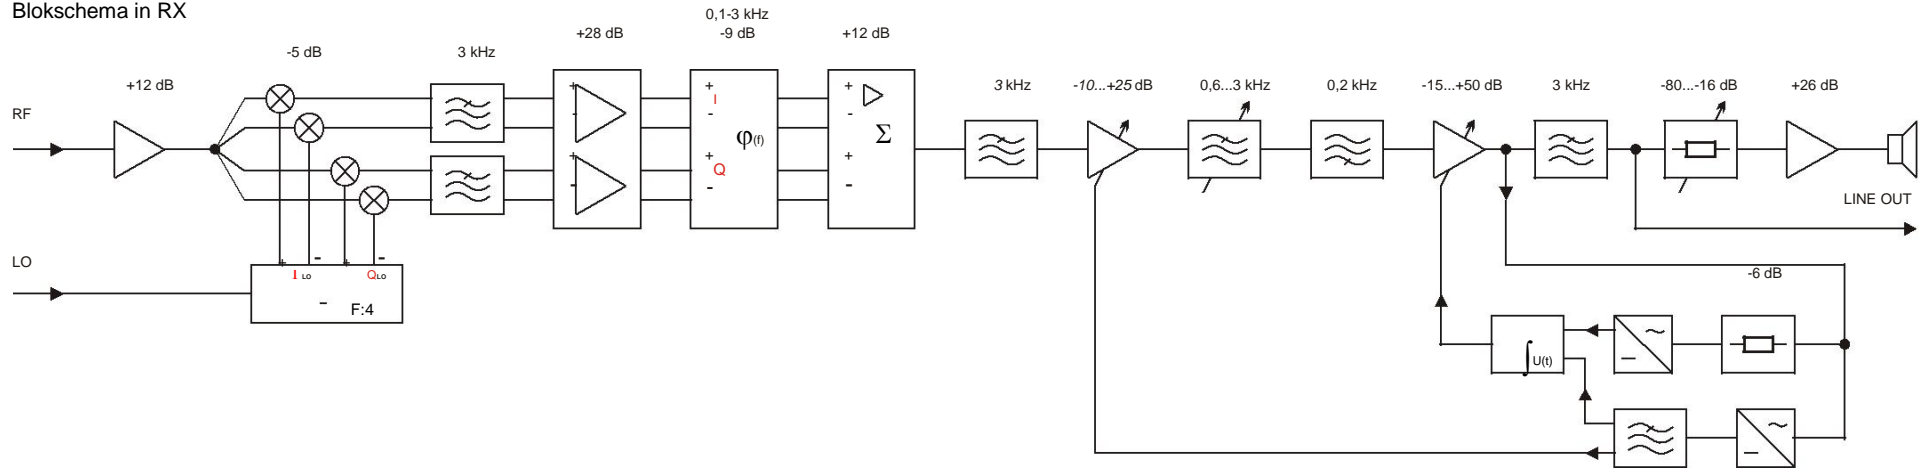 Blokschema in RX
0,1-3 kHz
-5 dB
3 kHz
+28 dB
-9 dB
+12 dB
+12 dB
3 kHz
-10...+25 dB
0,6...3 kHz
0,2 kHz
-15...+50 dB
3 kHz
-80...-16 dB
+26 dB
RF
+
-
+
-
+
I
-
φ(f)
+
Q
-
+
-
Σ
+
-
LINE OUT
LO
+
-
+
-
I LO
QLO
-
F:4
-6 dB
∫U(t)
~
–
~
–